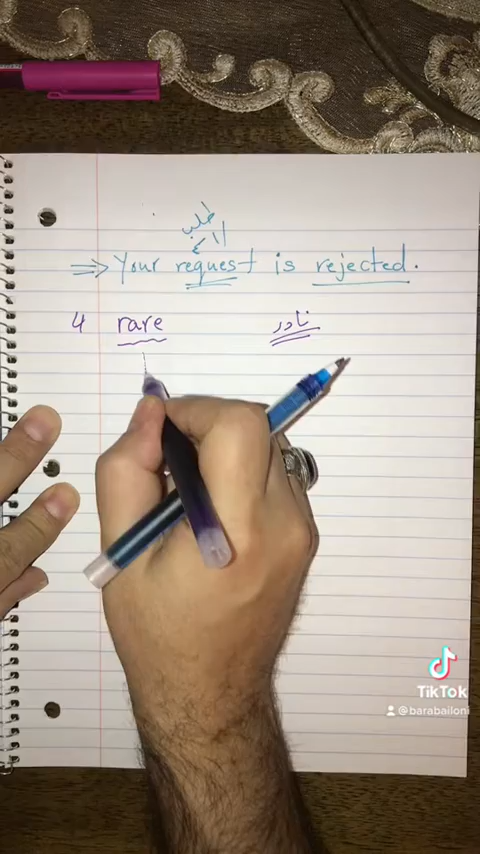 طلب
⇒ Your request is rejected.
4 rare نادر
TikTok
@barabailoni